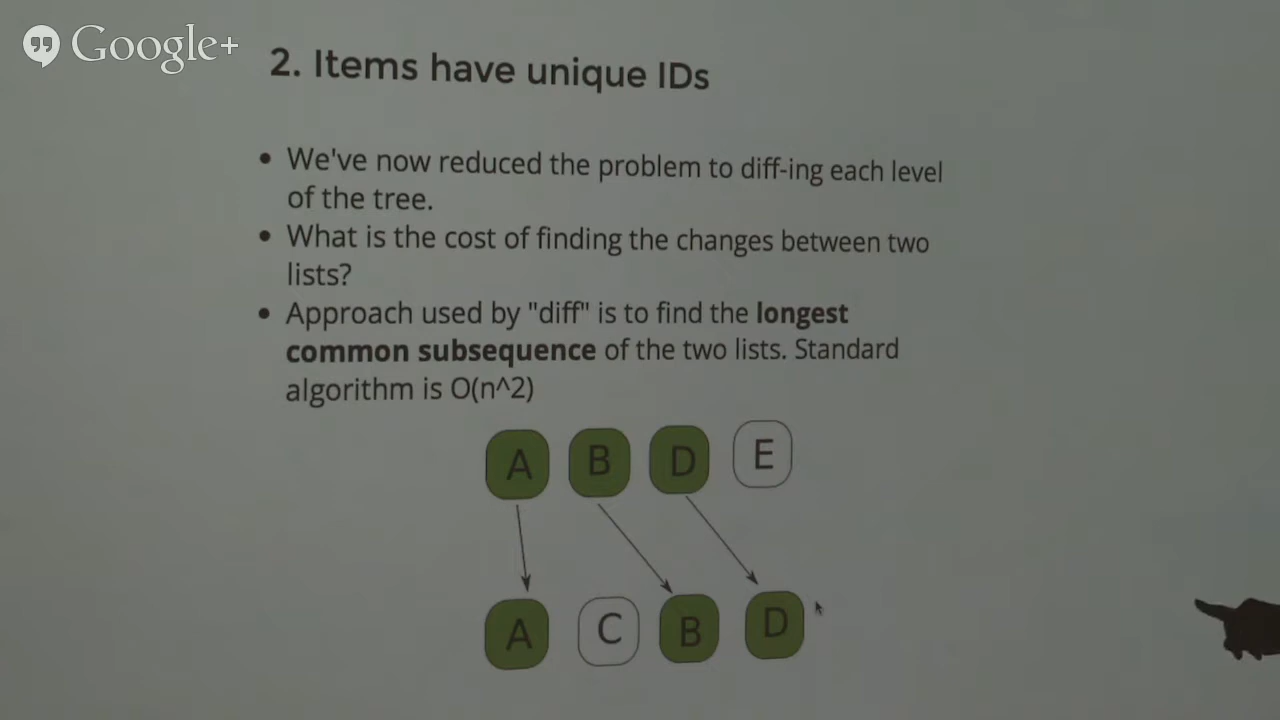 Google+
2. Items have unique IDs
• We've now reduced the problem to diff-ing each level
of the tree.
• What is the cost of finding the changes between two
lists?
• Approach used by "diff" is to find the longest
common subsequence of the two lists. Standard
algorithm is O(n^2)
A B D E
A C B D